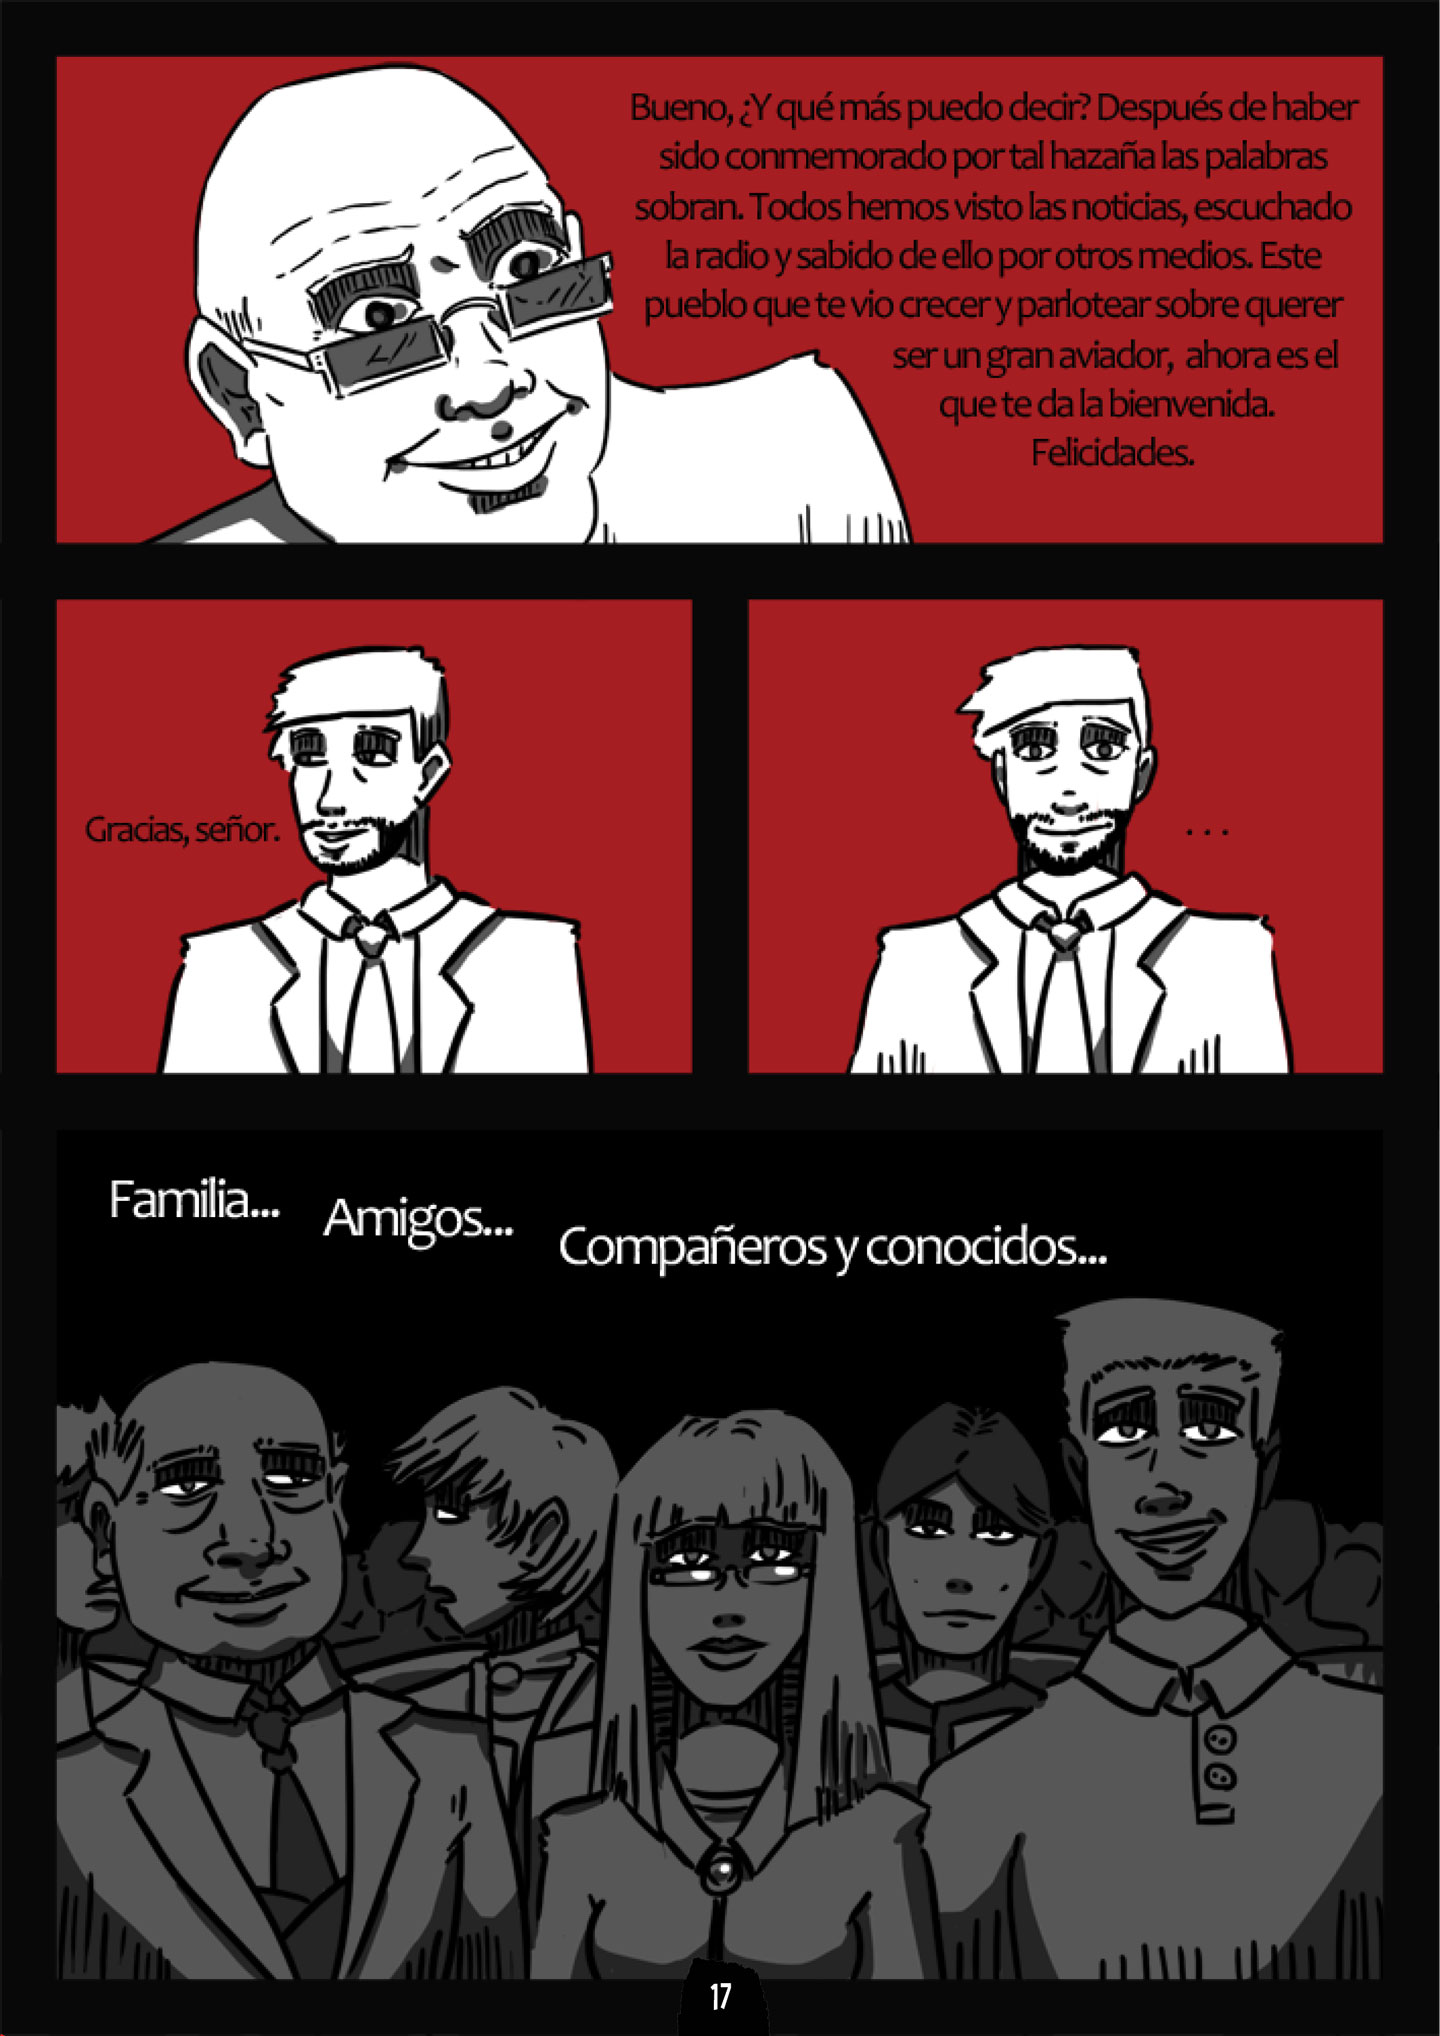 Bueno, ¿Y qué más puedo decir? Después de haber
sido conmemorado por tal hazaña las palabras
sobran. Todos hemos visto las noticias, escuchado
la radio y sabido de ello por otros medios. Este
pueblo que te vio crecer y parlotear sobre querer
ser un gran aviador, ahora es el
que te da la bienvenida.
Felicidades.
Gracias, señor.
. . .
Familia...
Amigos...
Compañeros y conocidos...
17